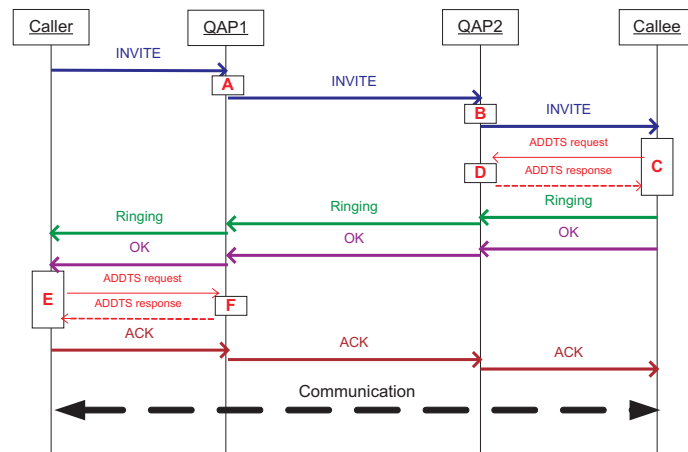 Caller QAP1 QAP2 Callee
INVITE
A
INVITE
B
INVITE
ADDTS request
C
D
ADDTS response
Ringing
Ringing
Ringing
OK
OK
OK
E
ADDTS request
ADDTS response
F
ACK
ACK
ACK
Communication